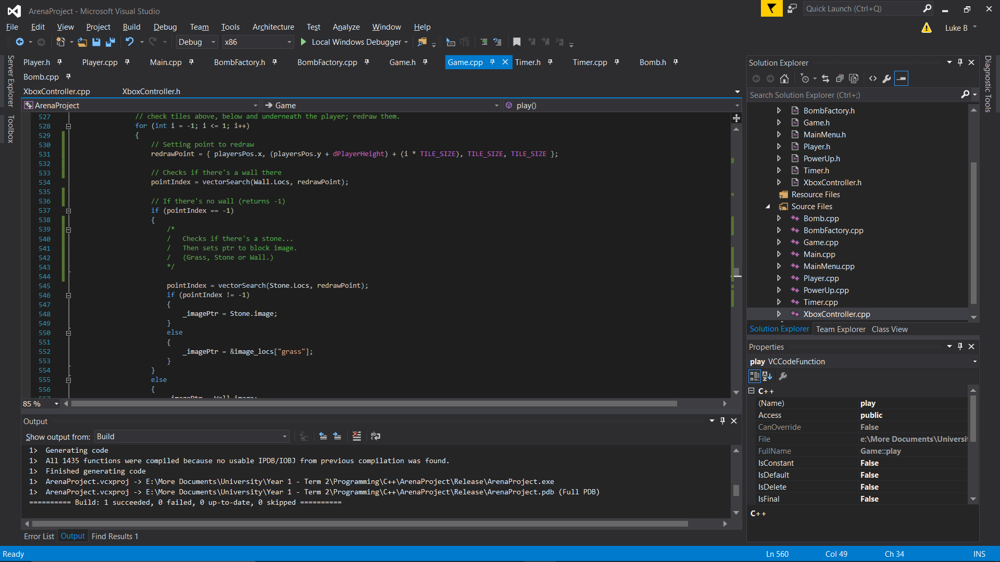 ArenaProject - Microsoft Visual Studio
Quick Launch (Ctrl+Q)
File Edit View Project Build Debug Team Tools Architecture Test Analyze Window Help
Luke B
Debug x86 Local Windows Debugger
Server Explorer
Toolbox
Player.h Player.cpp Main.cpp BombFactory.h BombFactory.cpp Game.h Game.cpp Timer.h Timer.cpp Bomb.h
Bomb.cpp
XboxController.cpp XboxController.h
ArenaProject Game play()
527 // check tiles above, below and underneath the player; redraw them.
528 for (int i = -1; i <= 1; i++)
529 {
530 // Setting point to redraw
531 redrawPoint = { playersPos.x, (playersPos.y + dPlayerHeight) + (i * TILE_SIZE), TILE_SIZE, TILE_SIZE };
532
533 // Checks if there's a wall there
534 pointIndex = vectorSearch(Wall.Locs, redrawPoint);
535
536 // If there's no wall (returns -1)
537 if (pointIndex == -1)
538 {
539 /*
540 / Checks if there's a stone...
541 / Then sets ptr to block image.
542 / (Grass, Stone or Wall.)
543 */
544
545 pointIndex = vectorSearch(Stone.Locs, redrawPoint);
546 if (pointIndex != -1)
547 {
548 _imagePtr = Stone.image;
549 }
550 else
551 {
552 _imagePtr = &image_locs["grass"];
553 }
554 }
555 else
556 {
85 %
Output
Show output from: Build
1> Generating code
1> All 1435 functions were compiled because no usable IPDB/IOBJ from previous compilation was found.
1> Finished generating code
1> ArenaProject.vcxproj -> E:\More Documents\University\Year 1 - Term 2\Programming\C++\ArenaProject\Release\ArenaProject.exe
1> ArenaProject.vcxproj -> E:\More Documents\University\Year 1 - Term 2\Programming\C++\ArenaProject\Release\ArenaProject.pdb (Full PDB)
========== Build: 1 succeeded, 0 failed, 0 up-to-date, 0 skipped ==========
Error List Output Find Results 1
Solution Explorer
Search Solution Explorer (Ctrl+;)
BombFactory.h
Game.h
MainMenu.h
Player.h
PowerUp.h
Timer.h
XboxController.h
Resource Files
Source Files
Bomb.cpp
BombFactory.cpp
Game.cpp
Main.cpp
MainMenu.cpp
Player.cpp
PowerUp.cpp
Timer.cpp
XboxController.cpp
Solution Explorer Team Explorer Class View
Properties
play VCCodeFunction
C++
(Name) play
Access public
CanOverride False
File e:\More Documents\Universit
FullName Game::play
IsConstant False
IsDefault False
IsDelete False
IsFinal False
C++
Diagnostic Tools
Ready Ln 560 Col 49 Ch 34 INS